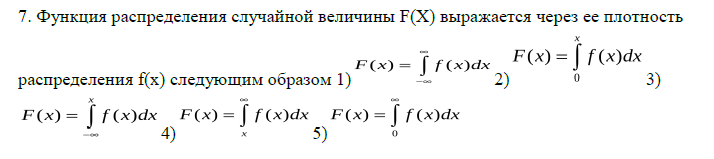 7. Функция распределения случайной величины F(X) выражается через ее плотность
распределения f(x) следующим образом 1) F(x) = ∫_{-∞}^{∞} f(x)dx 2) F(x) = ∫_{0}^{x} f(x)dx 3)
F(x) = ∫_{-∞}^{x} f(x)dx 4) F(x) = ∫_{x}^{∞} f(x)dx 5) F(x) = ∫_{0}^{∞} f(x)dx